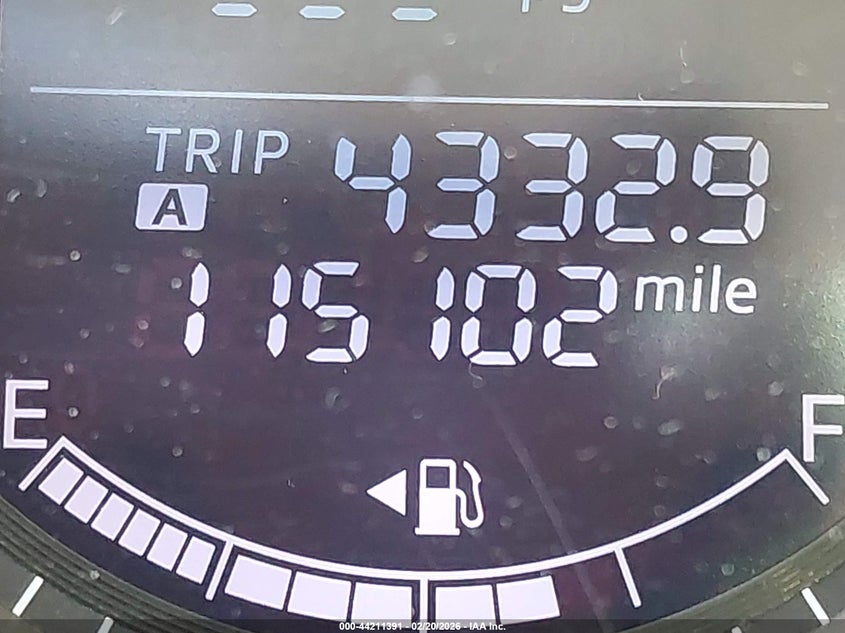 TRIP 4332.9
A
115102 mile
E F
000-44211391 - 02/20/2026 - IAA Inc.